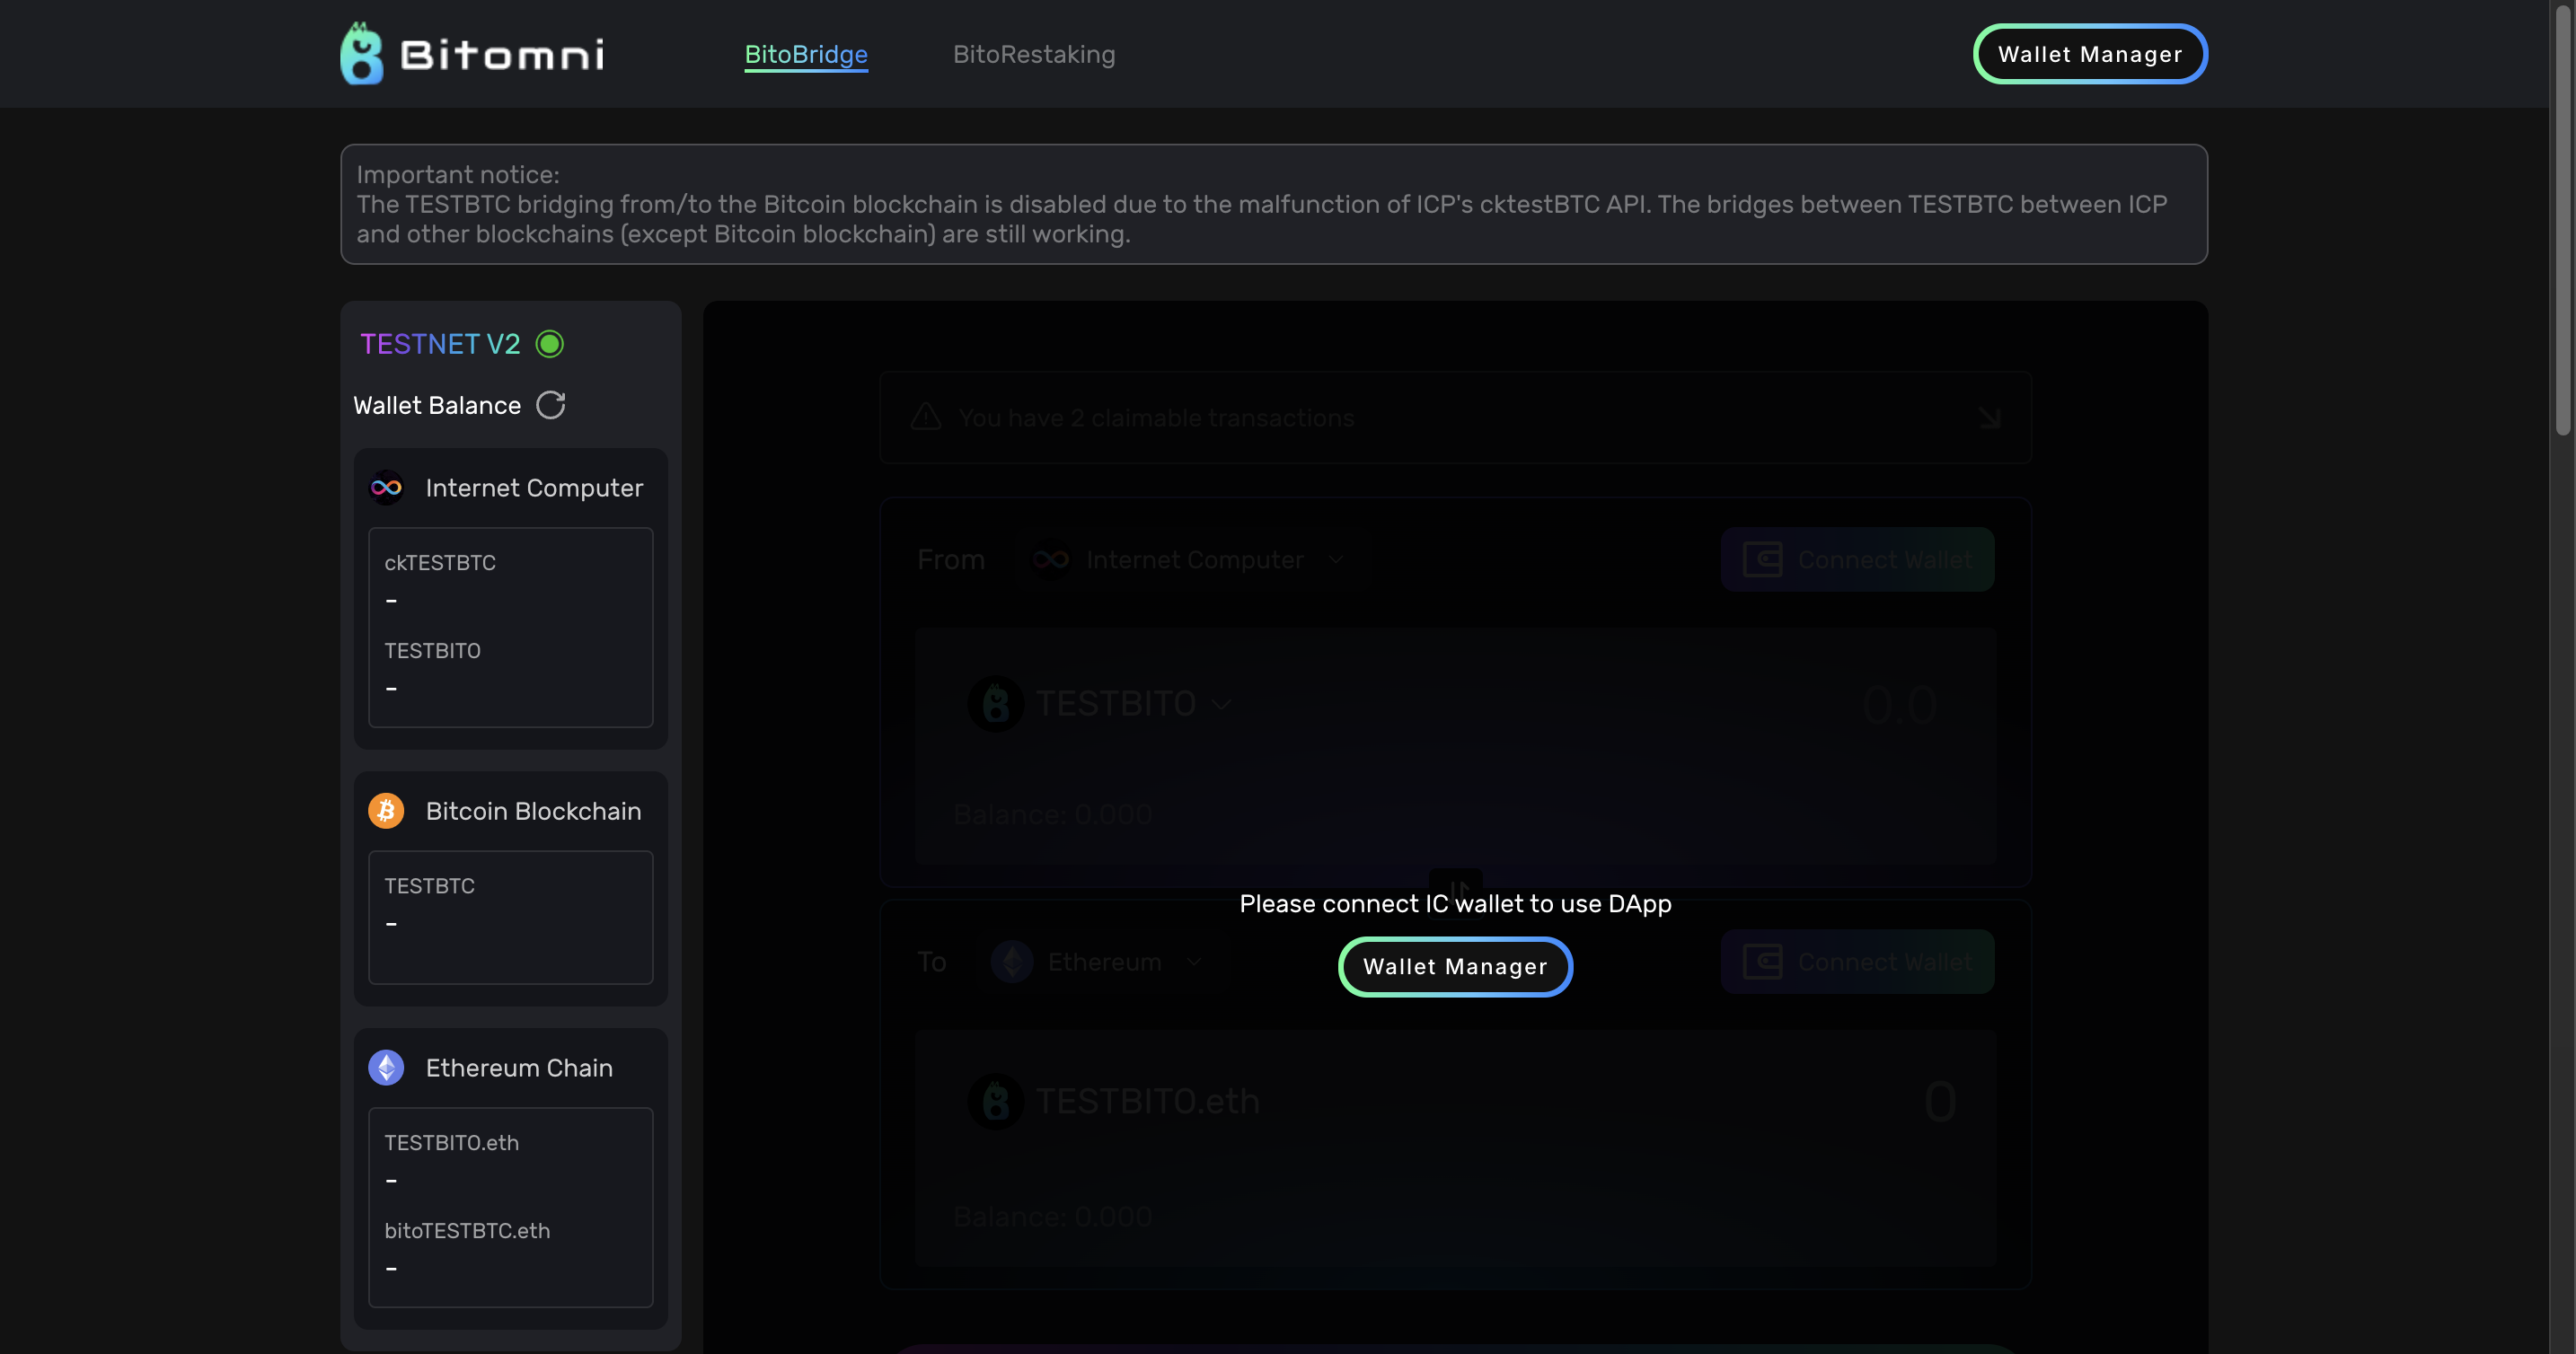 Bitomni
BitoBridge
BitoRestaking
Wallet Manager
Important notice:
The TESTBTC bridging from/to the Bitcoin blockchain is disabled due to the malfunction of ICP's cktestBTC API. The bridges between TESTBTC between ICP
and other blockchains (except Bitcoin blockchain) are still working.
TESTNET V2
Wallet Balance
Internet Computer
ckTESTBTC
-
TESTBITO
-
Bitcoin Blockchain
TESTBTC
-
Ethereum Chain
TESTBITO.eth
-
bitoTESTBTC.eth
-
You have 2 claimable transactions
From
Internet Computer
Connect Wallet
TESTBITO
0.0
Balance: 0.000
Please connect IC wallet to use DApp
Wallet Manager
To
Ethereum
Connect Wallet
TESTBITO.eth
0
Balance: 0.000